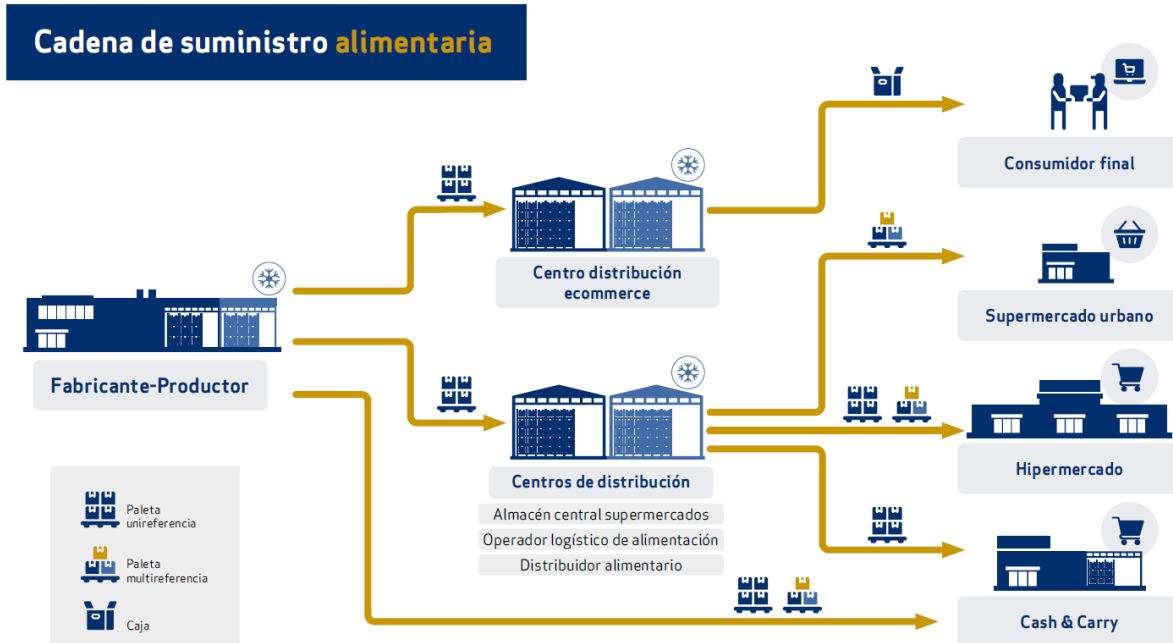 Cadena de suministro alimentaria
Consumidor final
Centro distribución
ecommerce
Supermercado urbano
Fabricante-Productor
Hipermercado
Centros de distribución
Almacén central supermercados
Operador logístico de alimentación
Distribuidor alimentario
Cash & Carry
Paleta
unireferencia
Paleta
multireferencia
Caja